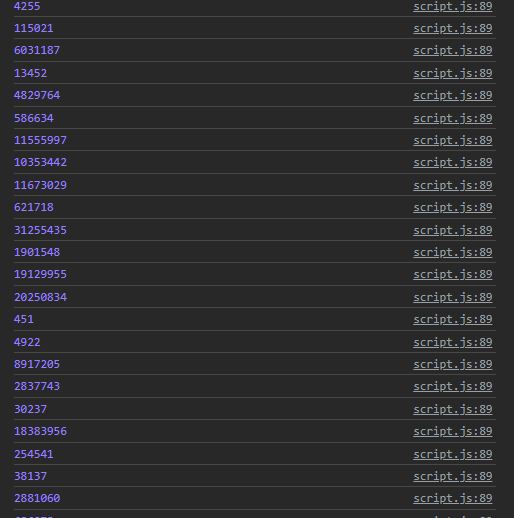 4255 script.js:89
115021 script.js:89
6031187 script.js:89
13452 script.js:89
4829764 script.js:89
586634 script.js:89
11555997 script.js:89
10353442 script.js:89
11673029 script.js:89
621718 script.js:89
31255435 script.js:89
1901548 script.js:89
19129955 script.js:89
20250834 script.js:89
451 script.js:89
4922 script.js:89
8917205 script.js:89
2837743 script.js:89
30237 script.js:89
18383956 script.js:89
254541 script.js:89
38137 script.js:89
2881060 script.js:89